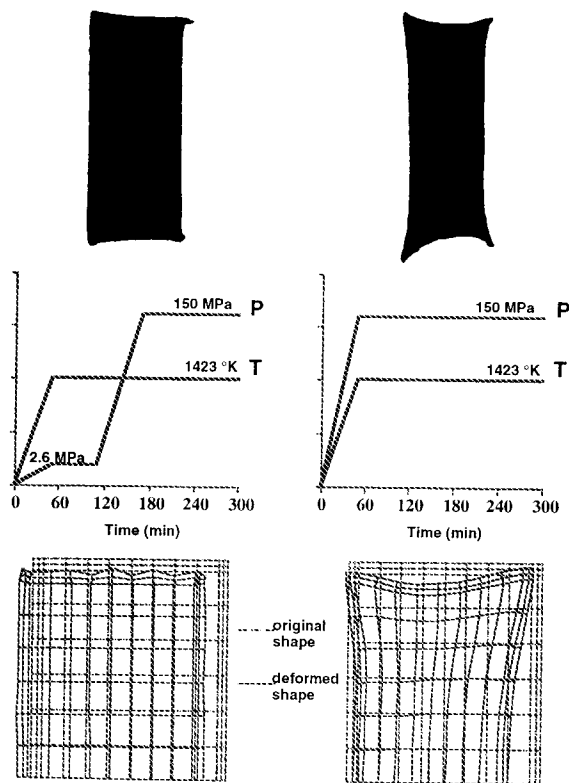 150 MPa P
1423 °K T
2.6 MPa
0 60 120 180 240 300
Time (min)
150 MPa P
1423 °K T
0 60 120 180 240 300
Time (min)
original
shape
deformed
shape